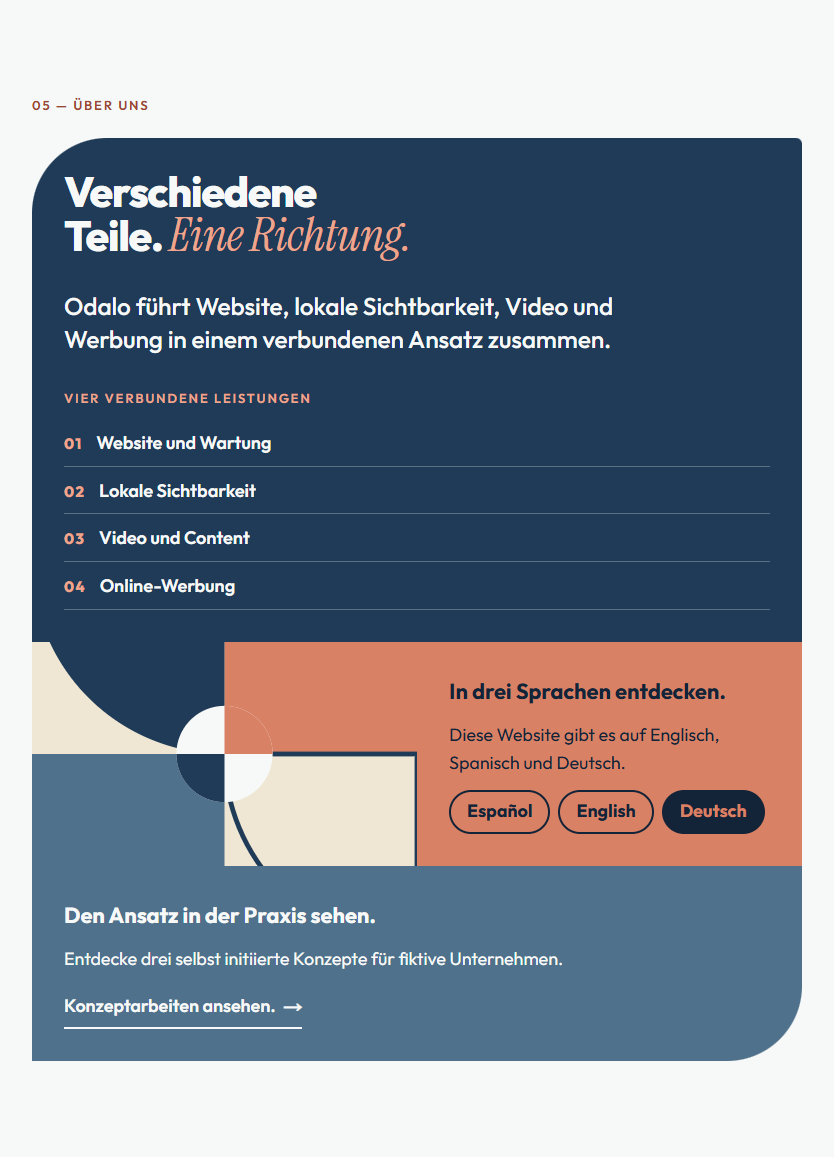 05 — ÜBER UNS
Verschiedene
Teile. Eine Richtung.
Odalo führt Website, lokale Sichtbarkeit, Video und
Werbung in einem verbundenen Ansatz zusammen.
VIER VERBUNDENE LEISTUNGEN
01 Website und Wartung
02 Lokale Sichtbarkeit
03 Video und Content
04 Online-Werbung
In drei Sprachen entdecken.
Diese Website gibt es auf Englisch,
Spanisch und Deutsch.
Español English Deutsch
Den Ansatz in der Praxis sehen.
Entdecke drei selbst initiierte Konzepte für fiktive Unternehmen.
Konzeptarbeiten ansehen. →